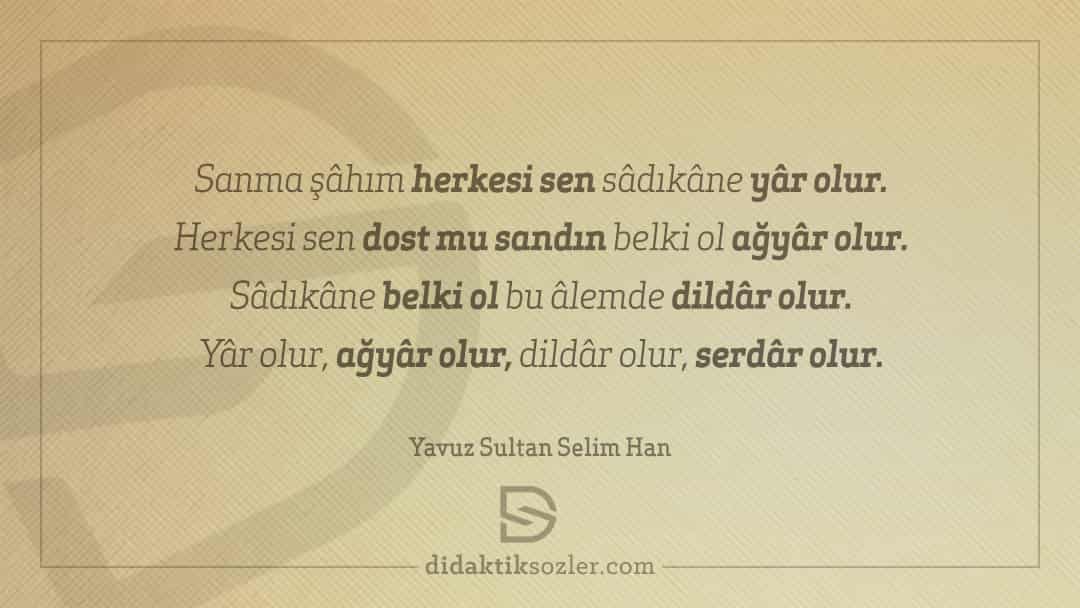 Sanma şâhım herkesi sen sâdıkâne yâr olur.
Herkesi sen dost mu sandın belki ol ağyâr olur.
Sâdıkâne belki ol bu âlemde dildâr olur.
Yâr olur, ağyâr olur, dildâr olur, serdâr olur.
Yavuz Sultan Selim Han
didaktiksozler.com